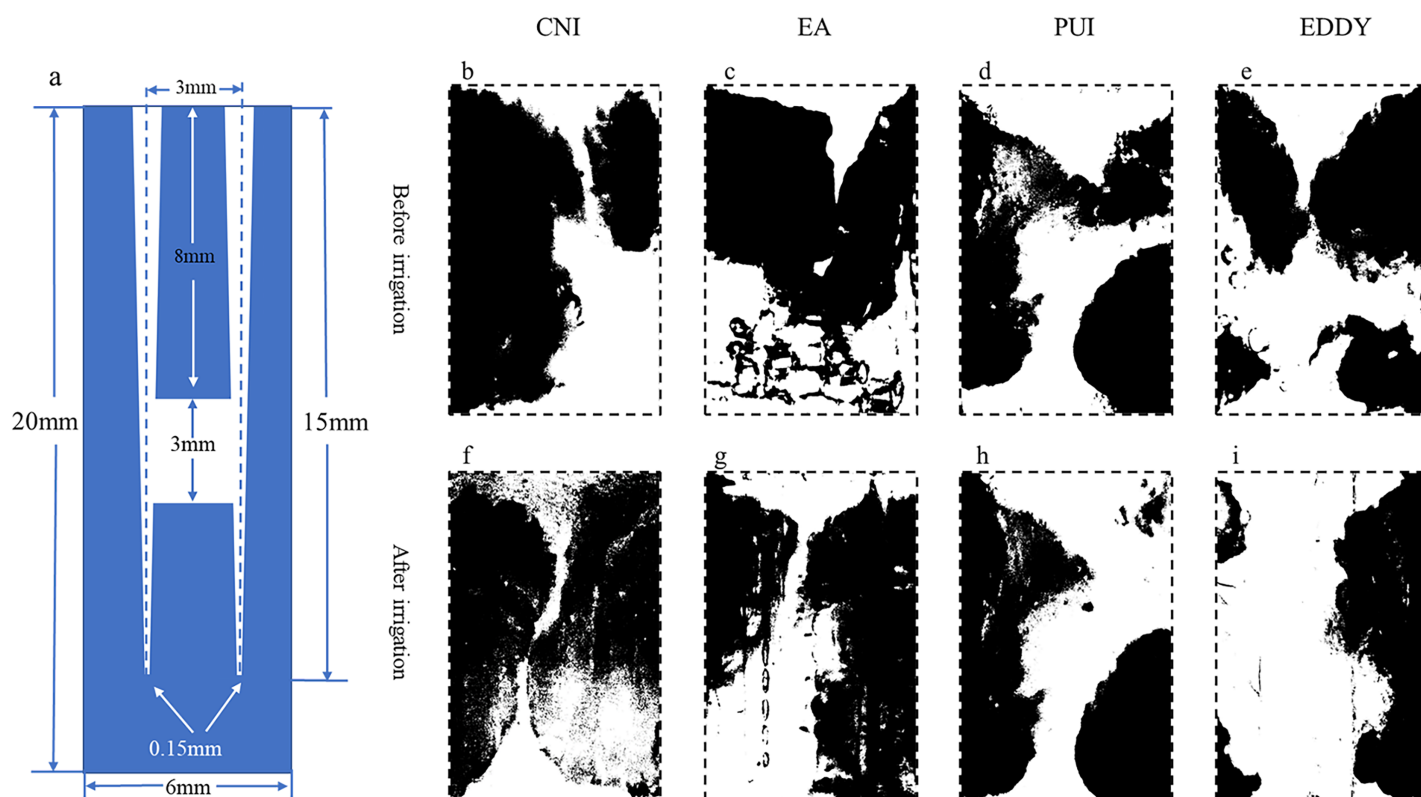 CNI EA PUI EDDY
a
3mm
8mm
20mm
3mm
15mm
0.15mm
6mm
Before irrigation
b c d e
After irrigation
f g h i